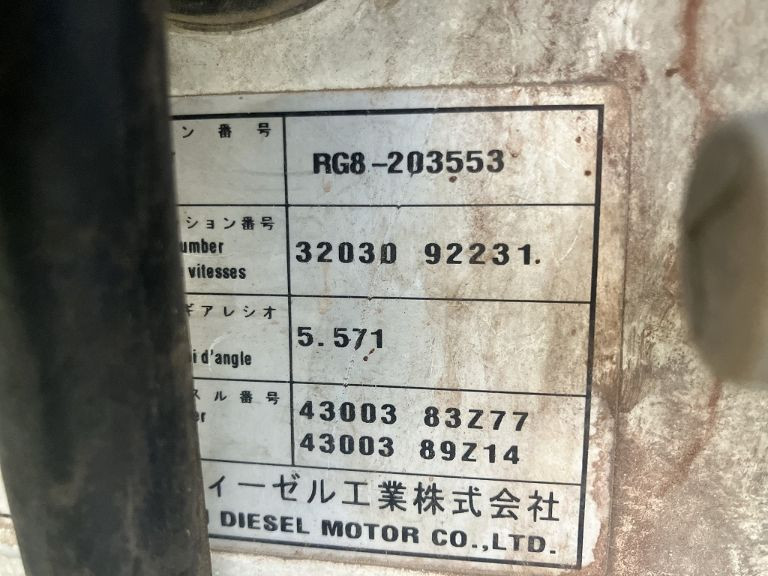 ン 番 号
RG8-203553
ション番号
umber
vitesses
32030 92231
ギアレシオ
i d'angle
5.571
スル番号
er
43003 83Z77
43003 89Z14
ィーゼル工業株式会社
DIESEL MOTOR CO.,LTD.